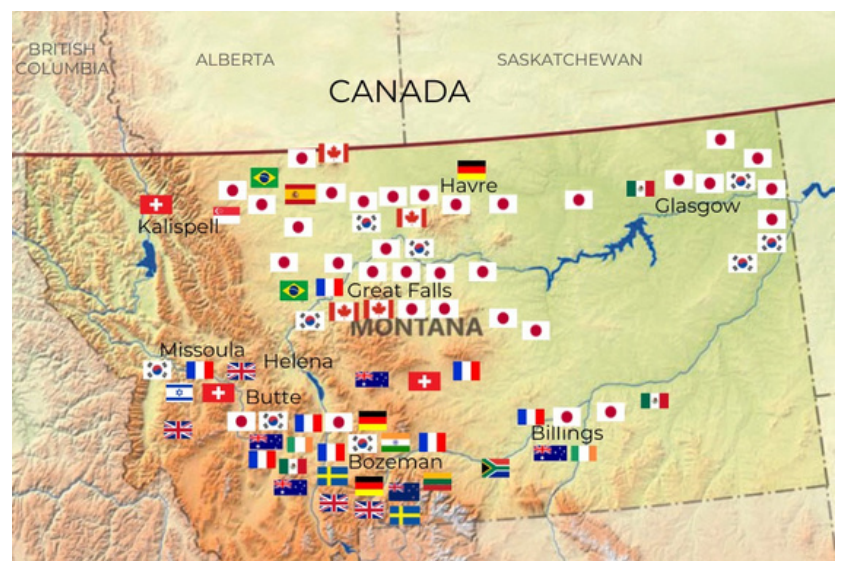 BRITISH
COLUMBIA
ALBERTA
SASKATCHEWAN
CANADA
Havre
Glasgow
Kalispell
Great Falls
MONTANA
Missoula
Helena
Butte
Billings
Bozeman